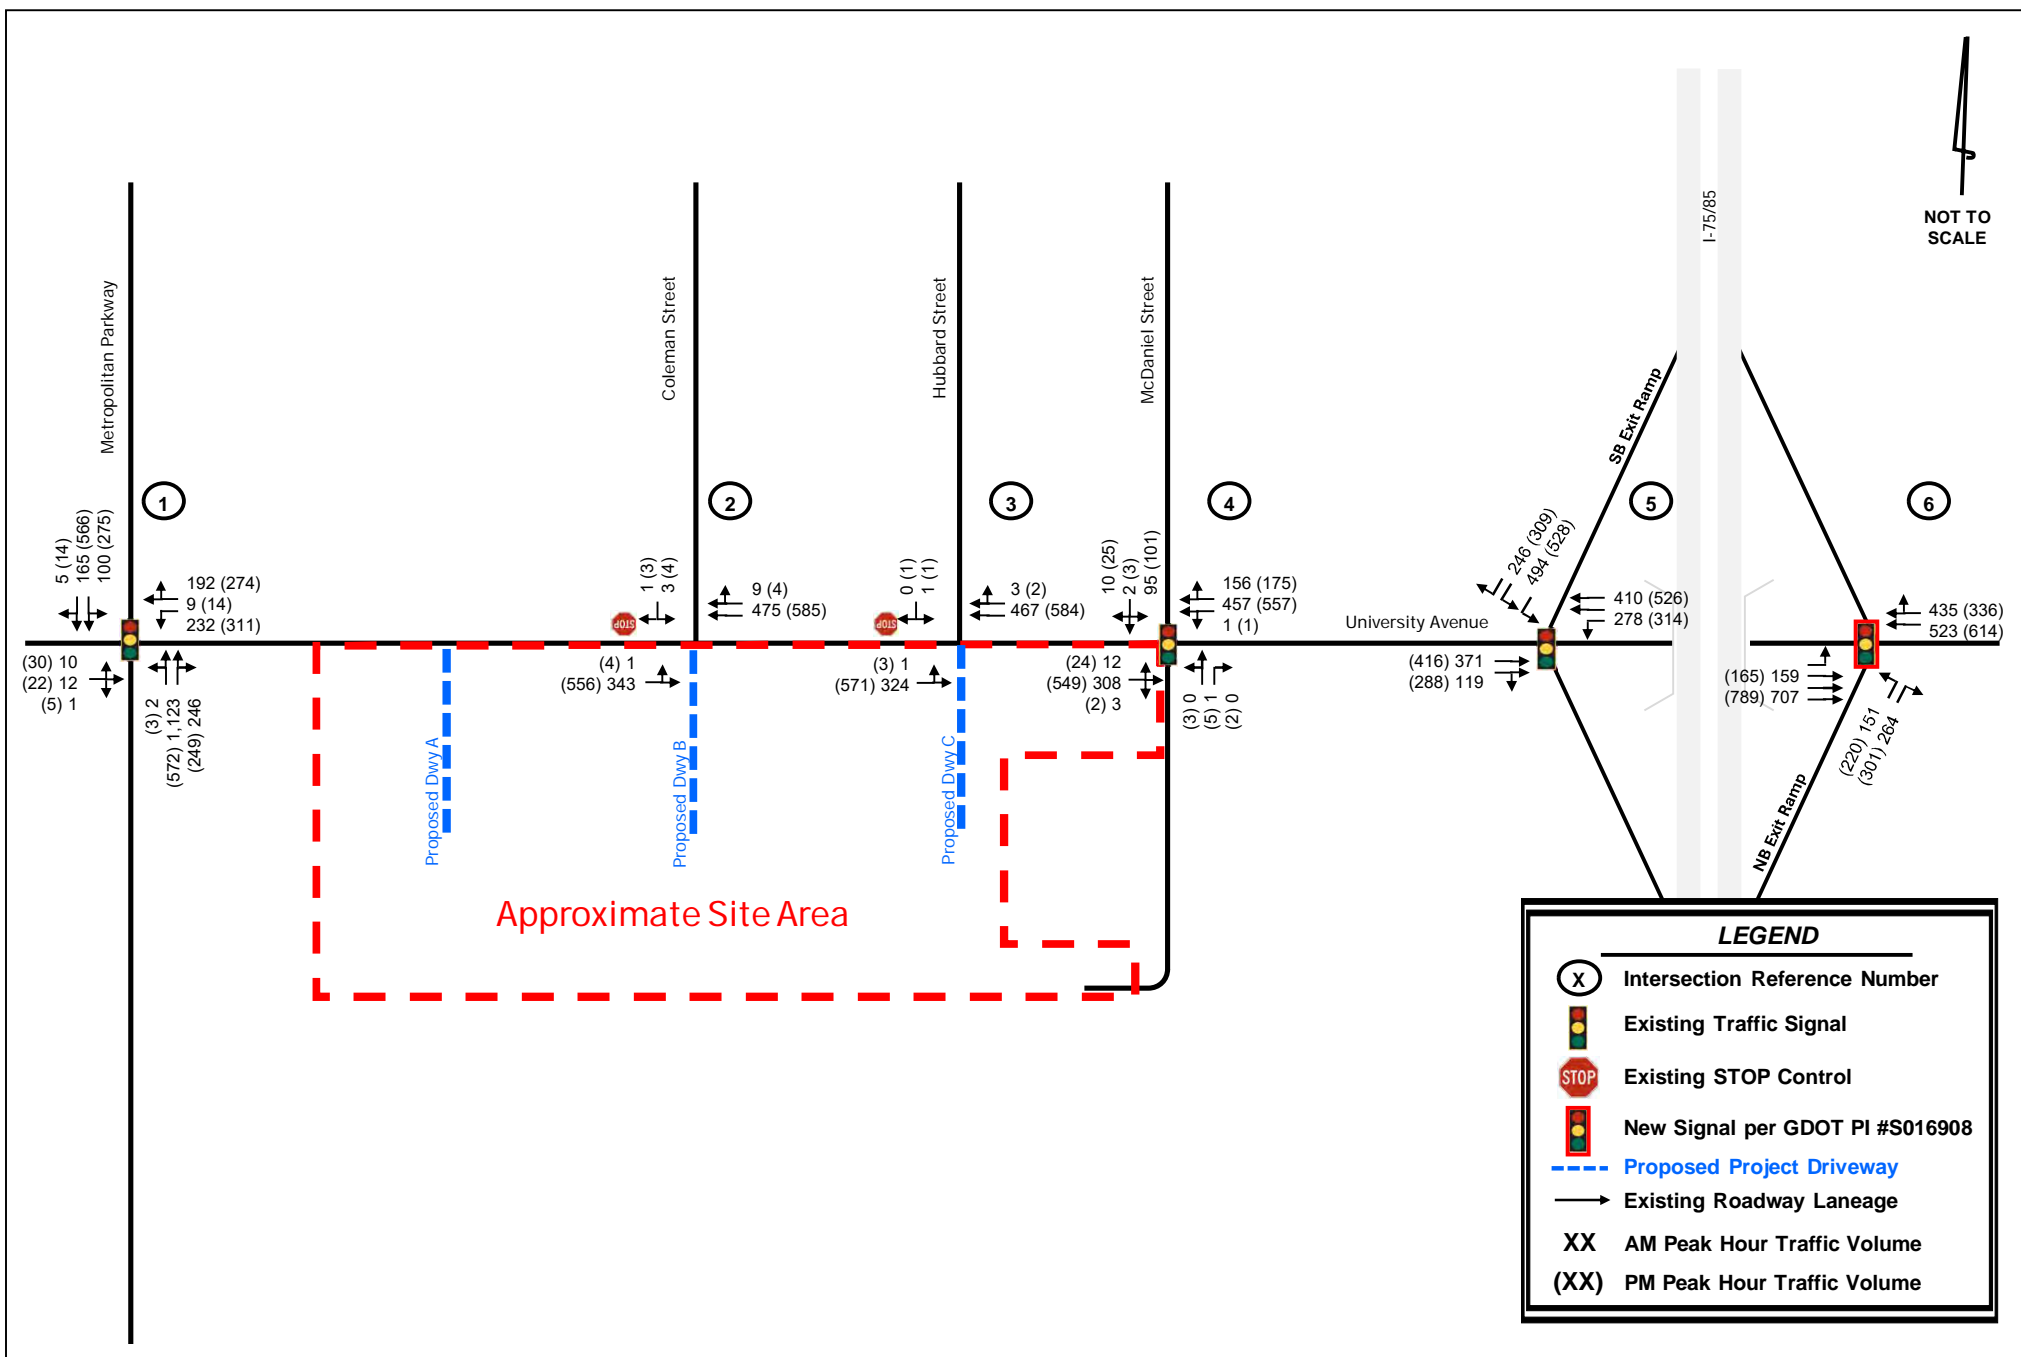 NOT TO
SCALE
I-75/85
Metropolitan Parkway
Coleman Street
Hubbard Street
McDaniel Street
SB Exit Ramp
1
2
3
4
5
6
5 (14)
165 (566)
100 (275)
192 (274)
9 (14)
232 (311)
(30) 10
(22) 12
(5) 1
(3) 2
(572) 1,123
(249) 246
1 (3)
3 (4)
9 (4)
475 (585)
(4) 1
(556) 343
0 (1)
1 (1)
3 (2)
467 (584)
(3) 1
(571) 324
10 (25)
2 (3)
95 (101)
156 (175)
457 (557)
1 (1)
(24) 12
(549) 308
(2) 3
(3) 0
(5) 1
(2) 0
University Avenue
246 (309)
494 (528)
410 (526)
278 (314)
(416) 371
(288) 119
435 (336)
523 (614)
(165) 159
(789) 707
(220) 151
(301) 264
STOP
STOP
Proposed Dwy A
Proposed Dwy B
Proposed Dwy C
NB Exit Ramp
Approximate Site Area
LEGEND
X Intersection Reference Number
Existing Traffic Signal
STOP Existing STOP Control
New Signal per GDOT PI #S016908
Proposed Project Driveway
Existing Roadway Laneage
XX AM Peak Hour Traffic Volume
(XX) PM Peak Hour Traffic Volume